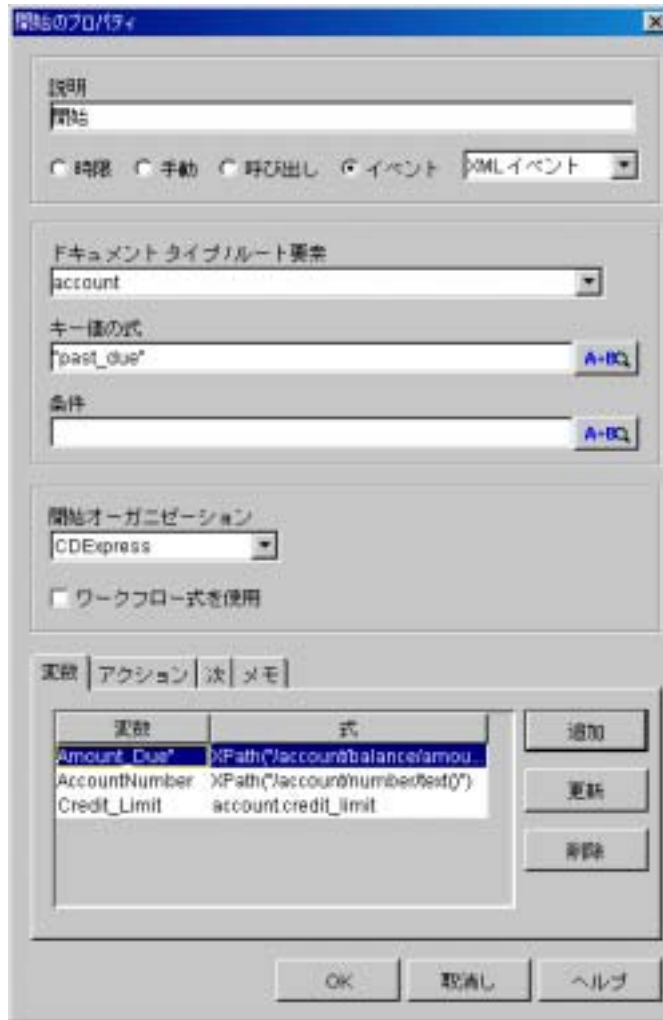 開始のプロパティ
説明
開始
時限 手動 呼び出し イベント XMLイベント
ドキュメント タイプ/ルート要素
account
キー値の式
"past_due"
A+B
条件
A+B
開始オーガニゼーション
CDExpress
ワークフロー式を使用
変数 アクション 次 メモ
変数 式
Amount_Due* XPath("/account/balance/amou...
AccountNumber XPath("/account/number/text()")
Credit_Limit account.credit_limit
追加
更新
削除
OK 取消し ヘルプ